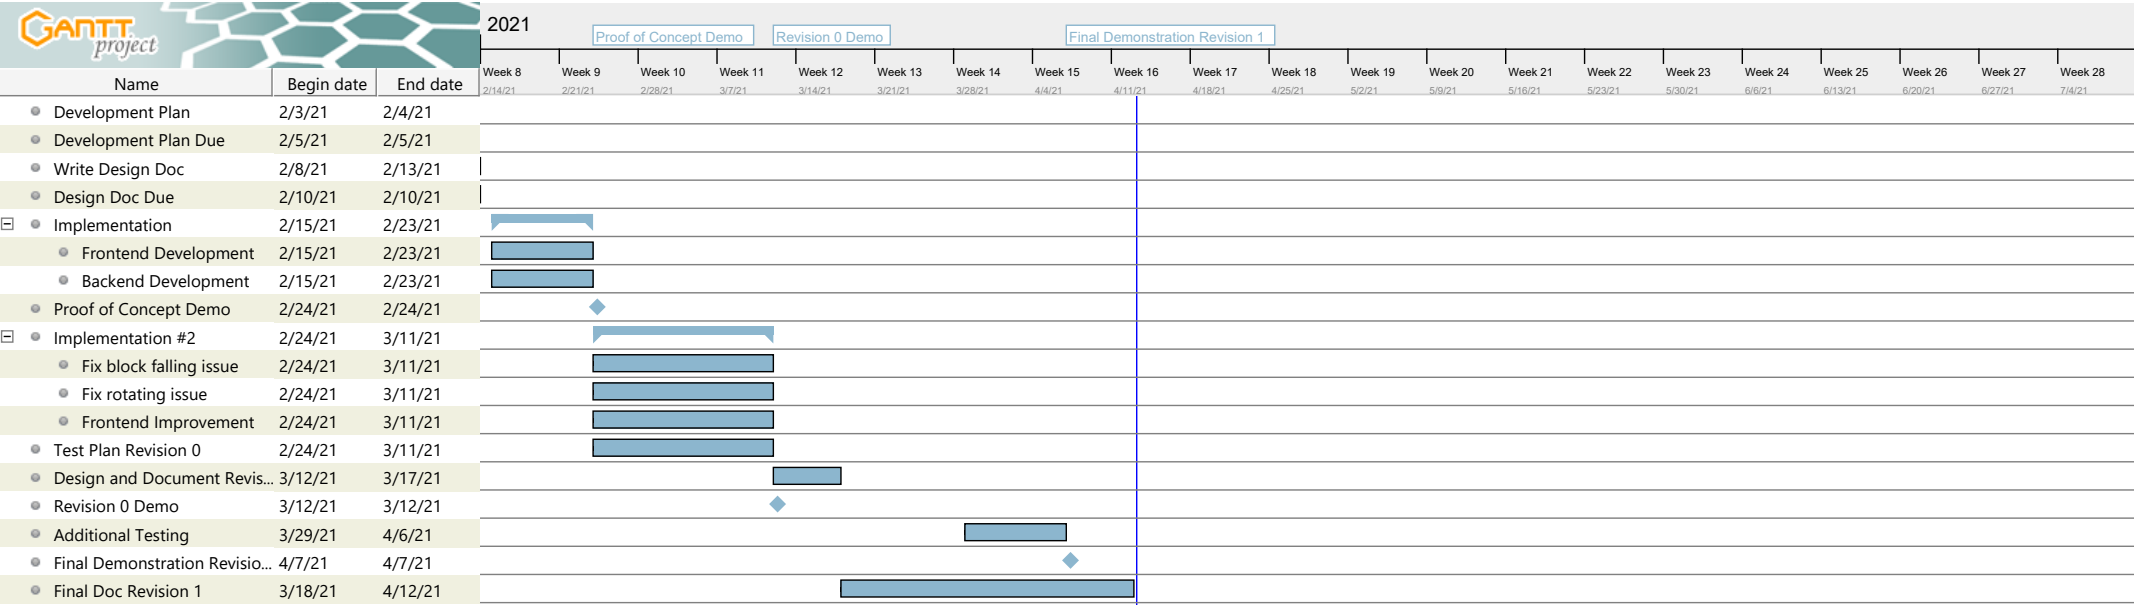 GANTT
project
2021
Proof of Concept Demo Revision 0 Demo Final Demonstration Revision 1
Name Begin date End date
Week 8 Week 9 Week 10 Week 11 Week 12 Week 13 Week 14 Week 15 Week 16 Week 17 Week 18 Week 19 Week 20 Week 21 Week 22 Week 23 Week 24 Week 25 Week 26 Week 27 Week 28
2/14/21 2/21/21 2/28/21 3/7/21 3/14/21 3/21/21 3/28/21 4/4/21 4/11/21 4/18/21 4/25/21 5/2/21 5/9/21 5/16/21 5/23/21 5/30/21 6/6/21 6/13/21 6/20/21 6/27/21 7/4/21
Development Plan 2/3/21 2/4/21
Development Plan Due 2/5/21 2/5/21
Write Design Doc 2/8/21 2/13/21
Design Doc Due 2/10/21 2/10/21
Implementation 2/15/21 2/23/21
Frontend Development 2/15/21 2/23/21
Backend Development 2/15/21 2/23/21
Proof of Concept Demo 2/24/21 2/24/21
Implementation #2 2/24/21 3/11/21
Fix block falling issue 2/24/21 3/11/21
Fix rotating issue 2/24/21 3/11/21
Frontend Improvement 2/24/21 3/11/21
Test Plan Revision 0 2/24/21 3/11/21
Design and Document Revis... 3/12/21 3/17/21
Revision 0 Demo 3/12/21 3/12/21
Additional Testing 3/29/21 4/6/21
Final Demonstration Revisio... 4/7/21 4/7/21
Final Doc Revision 1 3/18/21 4/12/21